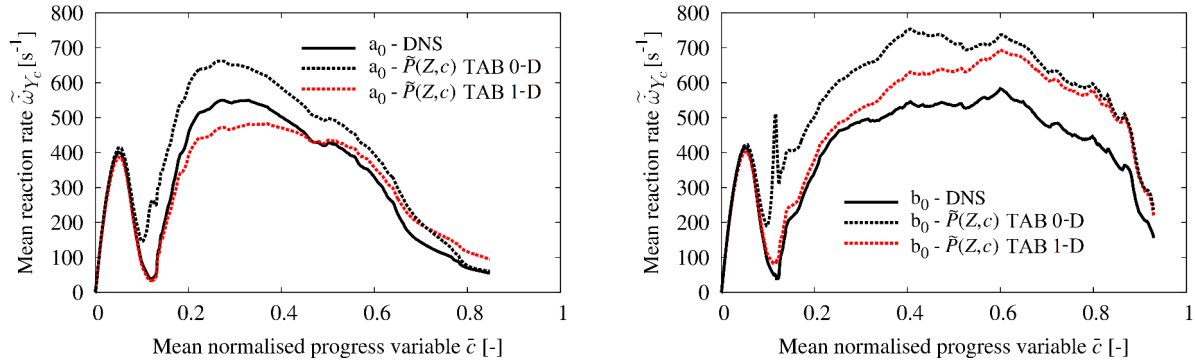 800
700
600
500
400
300
200
100
0
Mean reaction rate ω̃̇_{Y_c} [s⁻¹]
a₀ - DNS
a₀ - P̃(Z,c) TAB 0-D
a₀ - P̃(Z,c) TAB 1-D
0 0.2 0.4 0.6 0.8 1
Mean normalised progress variable c̄ [-]
800
700
600
500
400
300
200
100
0
Mean reaction rate ω̃̇_{Y_c} [s⁻¹]
b₀ - DNS
b₀ - P̃(Z,c) TAB 0-D
b₀ - P̃(Z,c) TAB 1-D
0 0.2 0.4 0.6 0.8 1
Mean normalised progress variable c̄ [-]